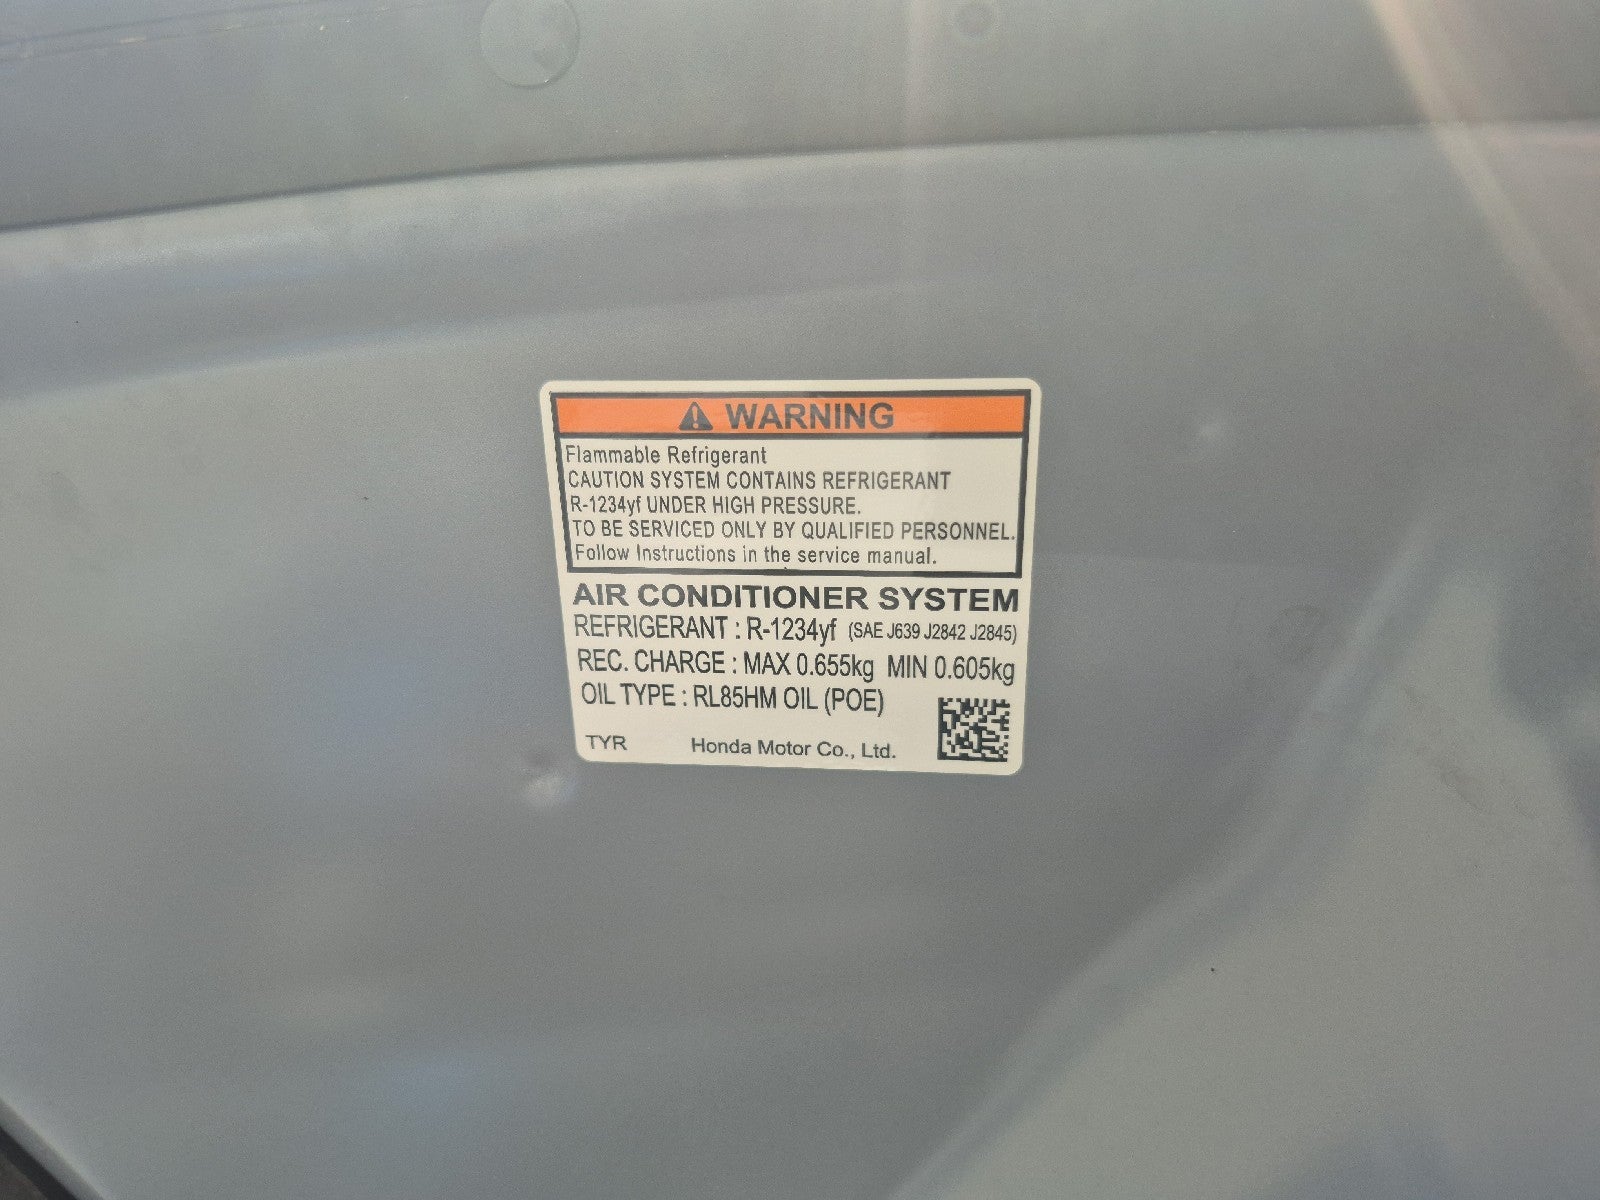 WARNING
Flammable Refrigerant
CAUTION SYSTEM CONTAINS REFRIGERANT
R-1234yf UNDER HIGH PRESSURE.
TO BE SERVICED ONLY BY QUALIFIED PERSONNEL.
Follow Instructions in the service manual.
AIR CONDITIONER SYSTEM
REFRIGERANT : R-1234yf (SAE J639 J2842 J2845)
REC. CHARGE : MAX 0.655kg MIN 0.605kg
OIL TYPE : RL85HM OIL (POE)
TYR Honda Motor Co., Ltd.